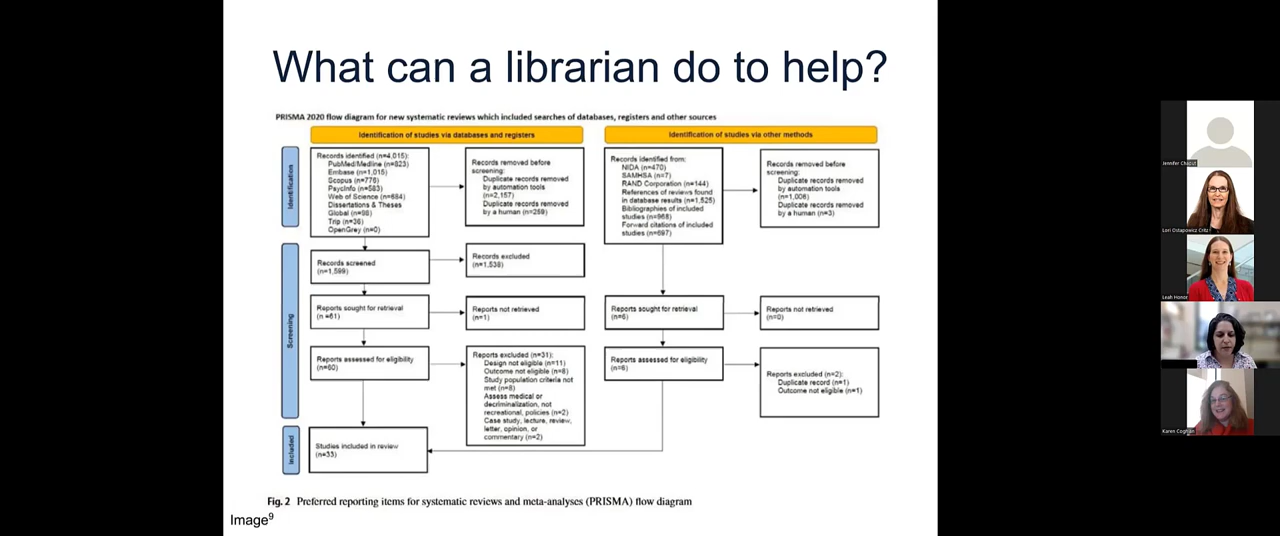 What can a librarian do to help?
PRISMA 2020 flow diagram for new systematic reviews which included searches of databases, registers and other sources
Identification of studies via databases and registers
Identification of studies via other methods
Identification
Records identified (n=4,015):
PubMed/Medline (n=823)
Embase (n=1,015)
Scopus (n=776)
PsycInfo (n=583)
Web of Science (n=684)
Dissertations & Theses
Global (n=98)
Trip (n=36)
OpenGrey (n=0)
Records removed before
screening:
Duplicate records removed
by automation tools
(n=2,157)
Duplicate records removed
by a human (n=259)
Records identified from:
NIDA (n=470)
SAMHSA (n=7)
RAND Corporation (n=144)
References of reviews found
in database results (n=1,525)
Bibliographies of included
studies (n=968)
Forward citations of included
studies (n=697)
Records removed before
screening:
Duplicate records removed
by automation tools
(n=1,006)
Duplicate records removed
by a human (n=3)
Screening
Records screened
(n=1,599)
Records excluded
(n=1,538)
Reports sought for retrieval
(n =61)
Reports not retrieved
(n=1)
Reports sought for retrieval
(n=6)
Reports not retrieved
(n=0)
Reports assessed for eligibility
(n=60)
Reports excluded (n=31):
Design not eligible (n=11)
Outcome not eligible (n=8)
Study population criteria not
met (n=8)
Assess medical or
decriminalization, not
recreational, policies (n=2)
Case study, lecture, review,
letter, opinion, or
commentary (n=2)
Reports assessed for eligibility
(n=6)
Reports excluded (n=2):
Duplicate record (n=1)
Outcome not eligible (n=1)
Included
Studies included in review
(n=33)
Fig. 2 Preferred reporting items for systematic reviews and meta-analyses (PRISMA) flow diagram
Image9
Jennifer Chapot
Lori Ostapowicz Critz
Leah Honor
Karen Coghlan